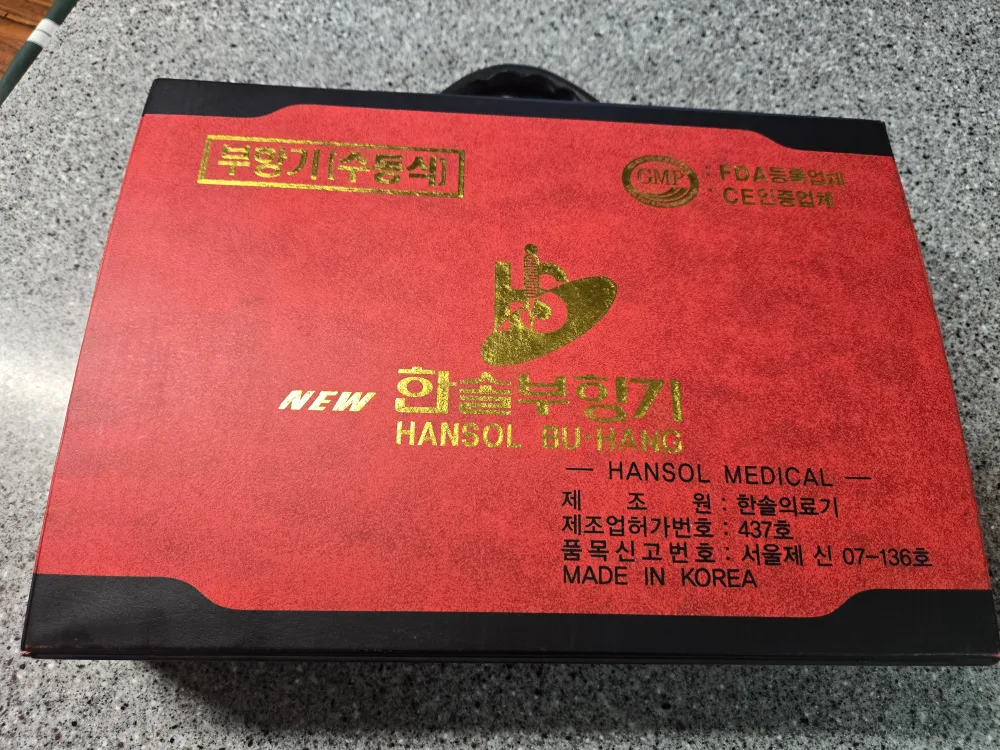 부항기[수동식]
GMP : FDA등록업체
: CE인증업체
HS
NEW 한솔부항기
HANSOL BU-HANG
— HANSOL MEDICAL —
제 조 원 : 한솔의료기
제조업허가번호 : 437호
품목신고번호 : 서울제 신 07-136호
MADE IN KOREA